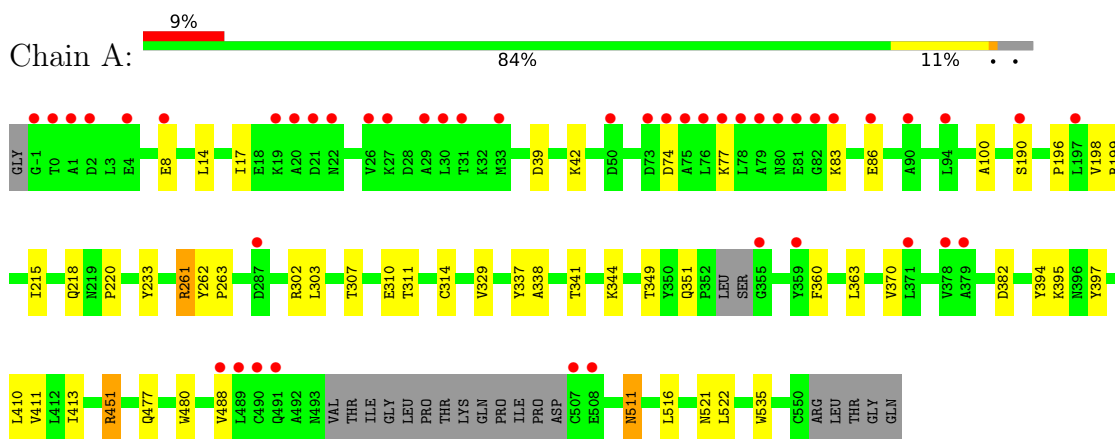 9%
Chain A:
84% 11% • •
GLY G-1 T0 A1 D2 L3 E4 E8 L14 I17 E18 K19 A20 D21 N22 V26 K27 D28 A29 L30 T31 K32 M33 D39 K42 D50 D73 D74 A75 L76 K77 L78 A79 N80 E81 G82 K83 E86 A90 L94 A100 S190 P196 L197 V198 R199
I215 Q218 N219 P220 Y233 R261 Y262 P263 D287 R302 L303 T307 E310 T311 C314 V329 Y337 A338 T341 K344 T349 Y350 Q351 P352 LEU SER G355 Y359 F360 L363 V370 L371 V378 A379 D382 Y394 K395 N396 Y397
L410 V411 L412 I413 R451 Q477 W480 V488 L489 C490 Q491 A492 N493 VAL THR ILE GLY LEU PRO THR LYS GLN PRO ILE PRO ASP C507 E508 N511 L516 N521 L522 W535 C550 ARG LEU THR GLY GLN